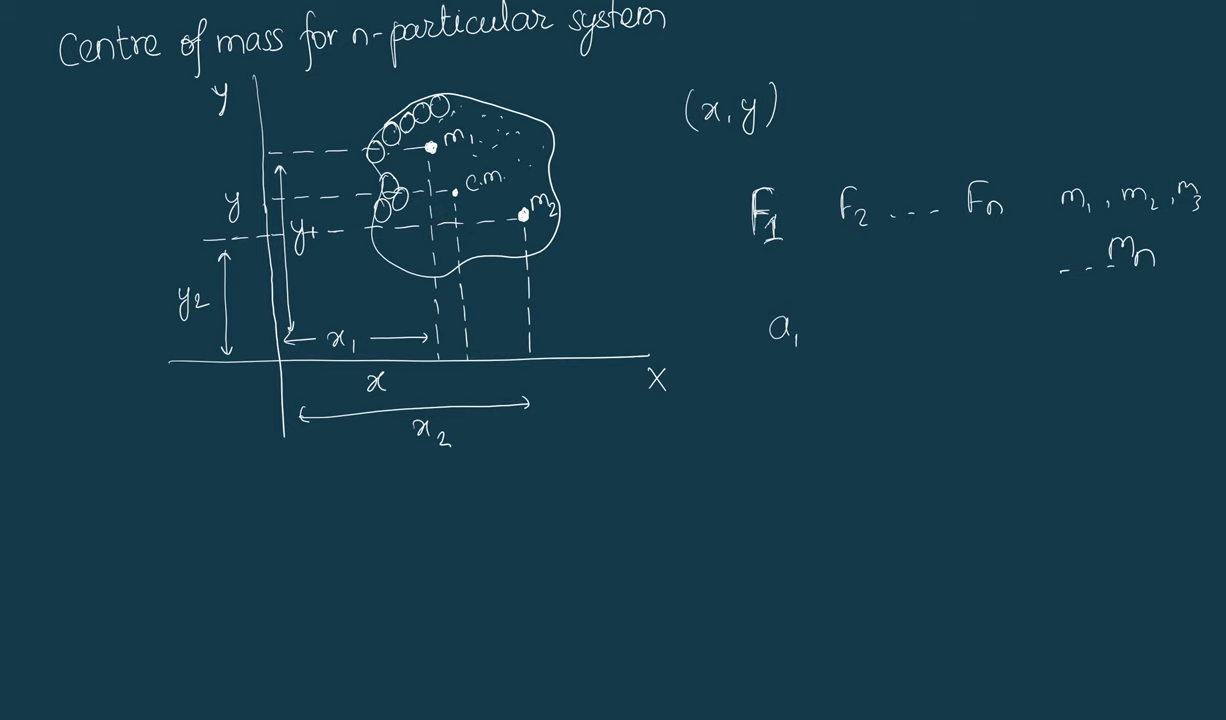 Centre of mass for n-particular system
y
(x, y)
m₁
c.m.
m₂
y
y₁
y₂
F₁ F₂ ... Fₙ m₁, m₂, m₃
... mₙ
x₁
a₁
x
X
x₂